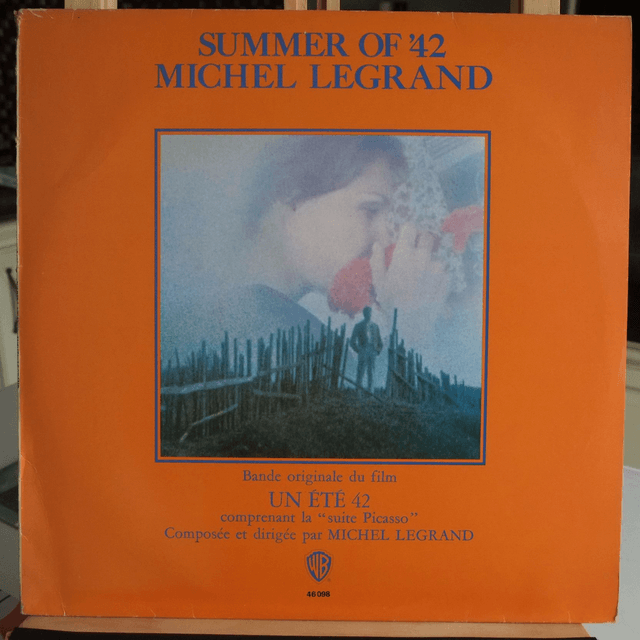 SUMMER OF '42
MICHEL LEGRAND
Bande originale du film
UN ÉTÉ 42
comprenant la “suite Picasso”
Composée et dirigée par MICHEL LEGRAND
WB
46 098